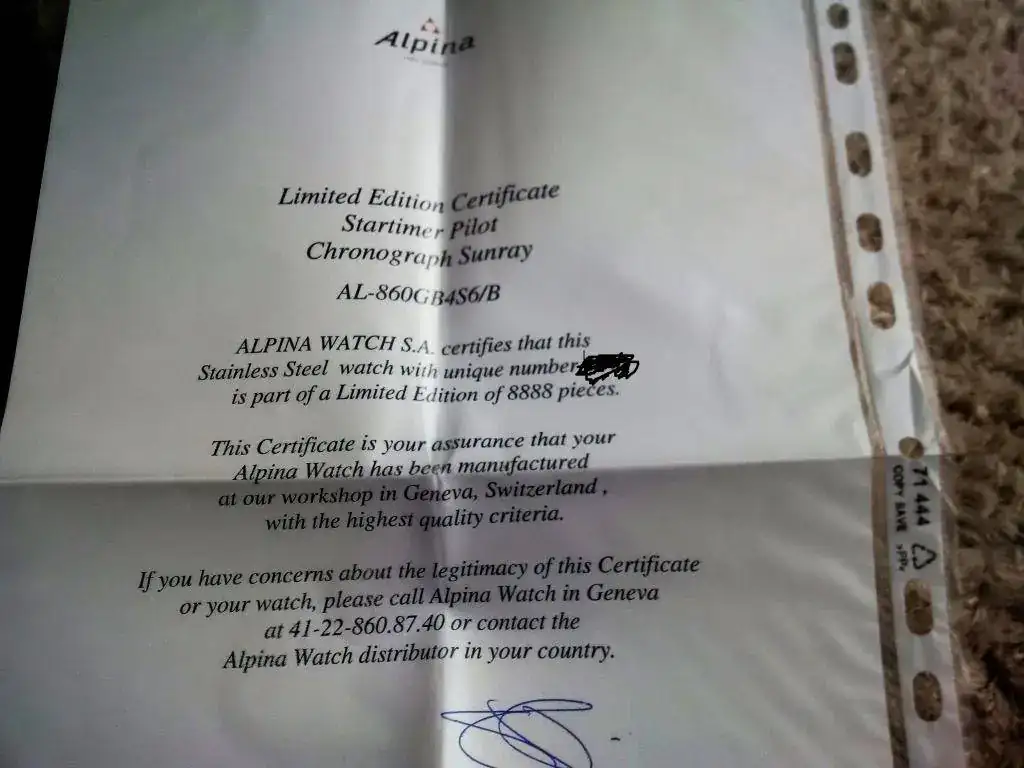 Alpina
Limited Edition Certificate
Startimer Pilot
Chronograph Sunray
AL-860GB4S6/B
ALPINA WATCH S.A. certifies that this
Stainless Steel watch with unique number
is part of a Limited Edition of 8888 pieces.
This Certificate is your assurance that your
Alpina Watch has been manufactured
at our workshop in Geneva, Switzerland ,
with the highest quality criteria.
If you have concerns about the legitimacy of this Certificate
or your watch, please call Alpina Watch in Geneva
at 41-22-860.87.40 or contact the
Alpina Watch distributor in your country.
71 444
COPY SAFE >PP<